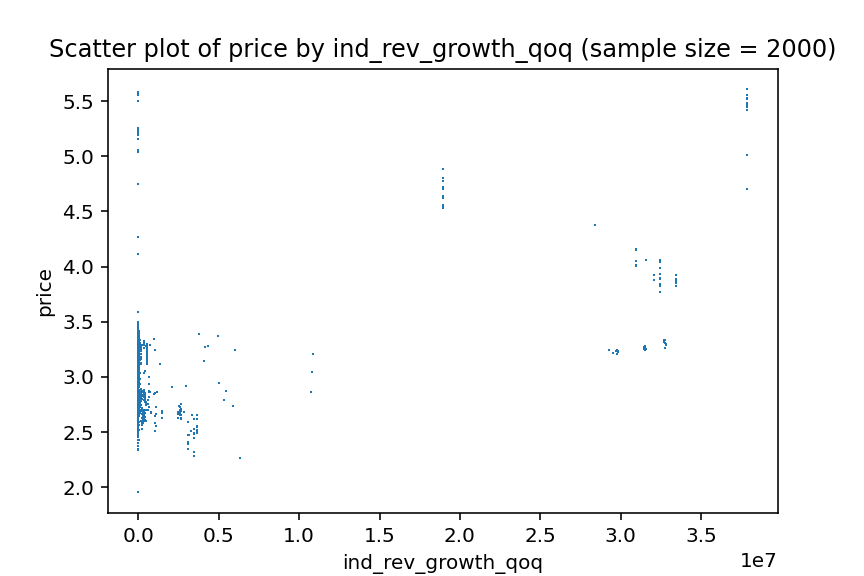 Scatter plot of price by ind_rev_growth_qoq (sample size = 2000)
5.5
5.0
4.5
4.0
3.5
3.0
2.5
2.0
price
0.0 0.5 1.0 1.5 2.0 2.5 3.0 3.5
1e7
ind_rev_growth_qoq